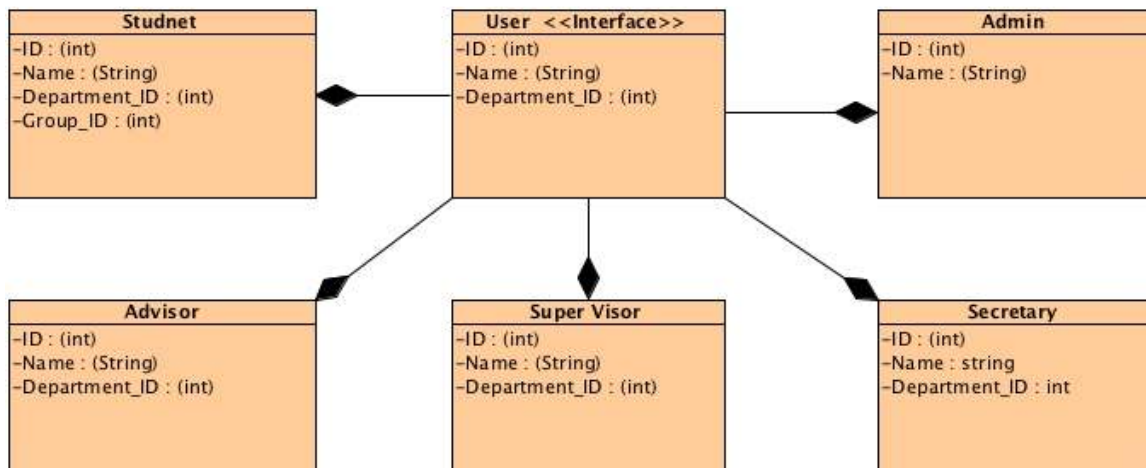 Studnet
-ID : (int)
-Name : (String)
-Department_ID : (int)
-Group_ID : (int)
User <<Interface>>
-ID : (int)
-Name : (String)
-Department_ID : (int)
Admin
-ID : (int)
-Name : (String)
Advisor
-ID : (int)
-Name : (String)
-Department_ID : (int)
Super Visor
-ID : (int)
-Name : (String)
-Department_ID : (int)
Secretary
-ID : (int)
-Name : string
-Department_ID : int